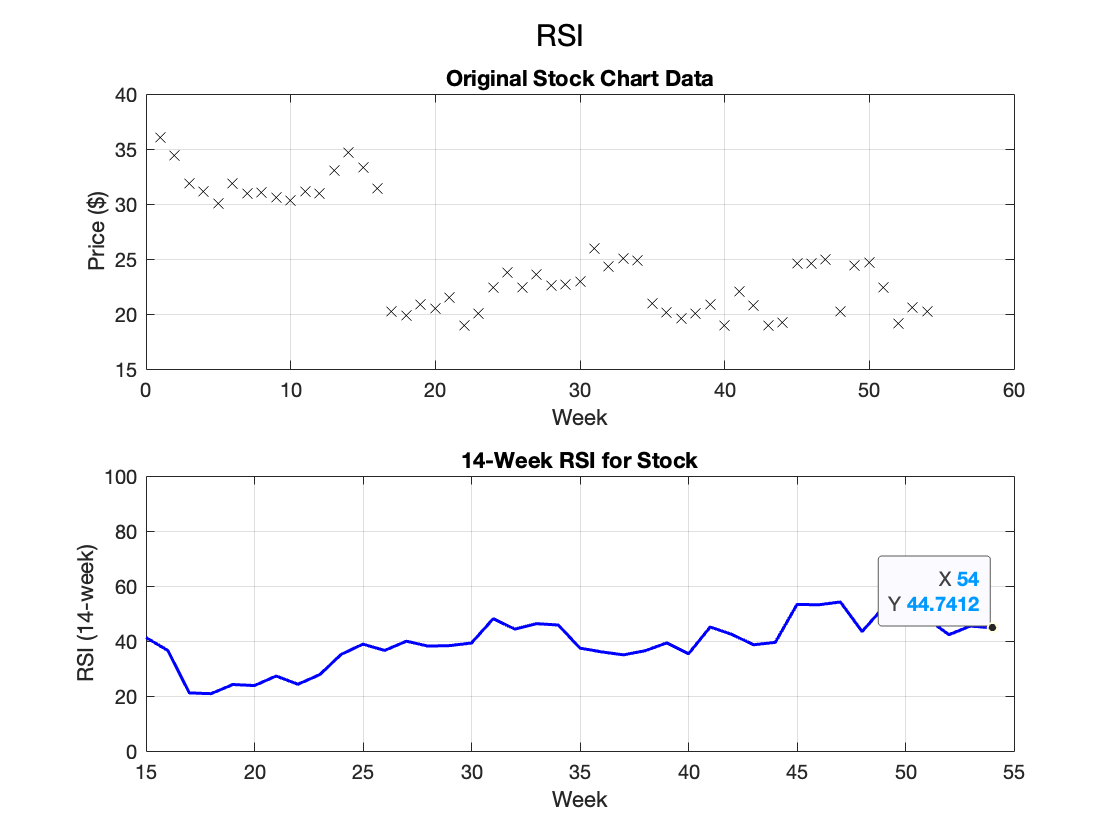 RSI
Original Stock Chart Data
40
35
30
25
20
15
Price ($)
0 10 20 30 40 50 60
Week
14-Week RSI for Stock
100
80
60
40
20
0
RSI (14-week)
X 54
Y 44.7412
15 20 25 30 35 40 45 50 55
Week